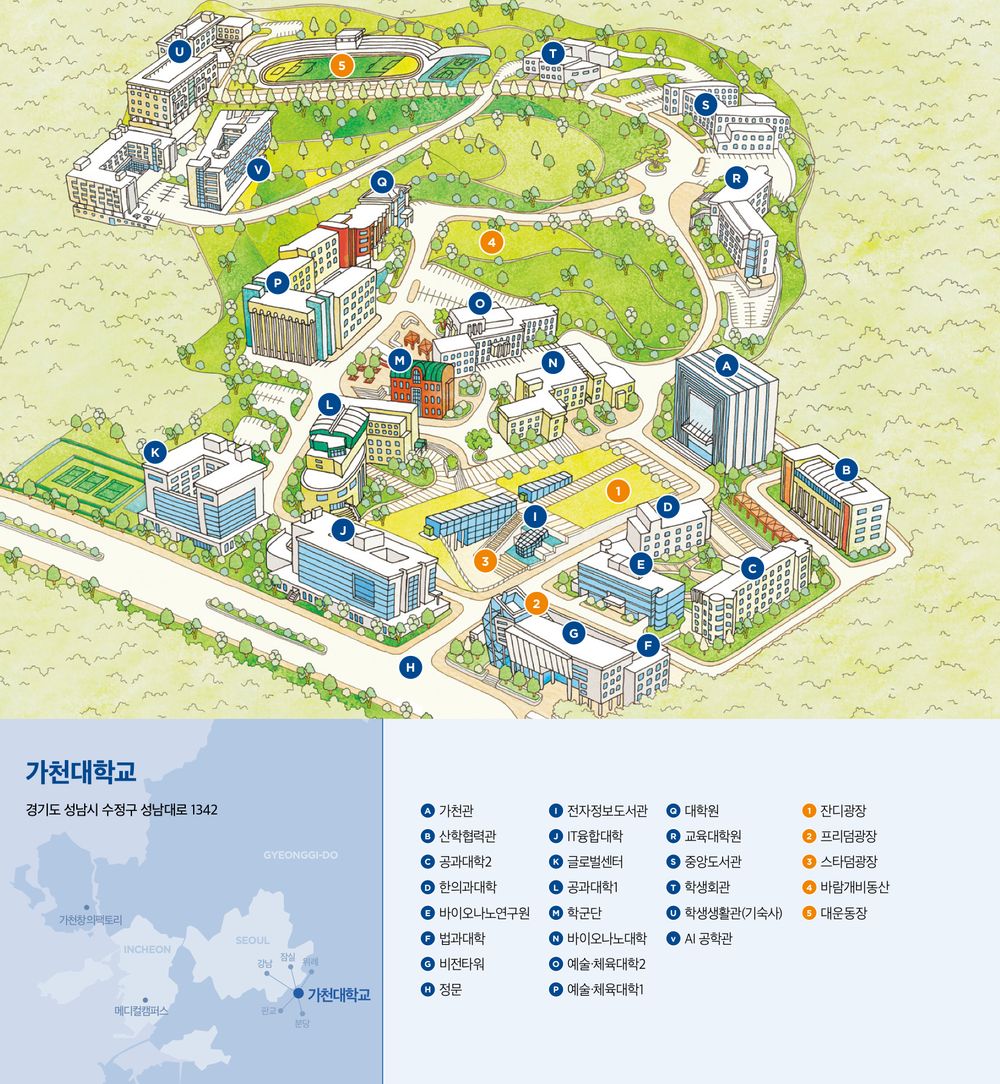 U
5
T
S
V
Q
R
4
P
O
M
N
A
L
K
B
1
D
I
J
3
E
C
2
G
F
H
가천대학교
경기도 성남시 수정구 성남대로 1342
GYEONGGI-DO
가천창의팩토리
INCHEON
SEOUL
강남
잠실
위례
가천대학교
메디컬캠퍼스
판교
분당
A 가천관
B 산학협력관
C 공과대학2
D 한의과대학
E 바이오나노연구원
F 법과대학
G 비전타워
H 정문
I 전자정보도서관
J IT융합대학
K 글로벌센터
L 공과대학1
M 학군단
N 바이오나노대학
O 예술·체육대학2
P 예술·체육대학1
Q 대학원
R 교육대학원
S 중앙도서관
T 학생회관
U 학생생활관(기숙사)
V AI 공학관
1 잔디광장
2 프리덤광장
3 스타덤광장
4 바람개비동산
5 대운동장